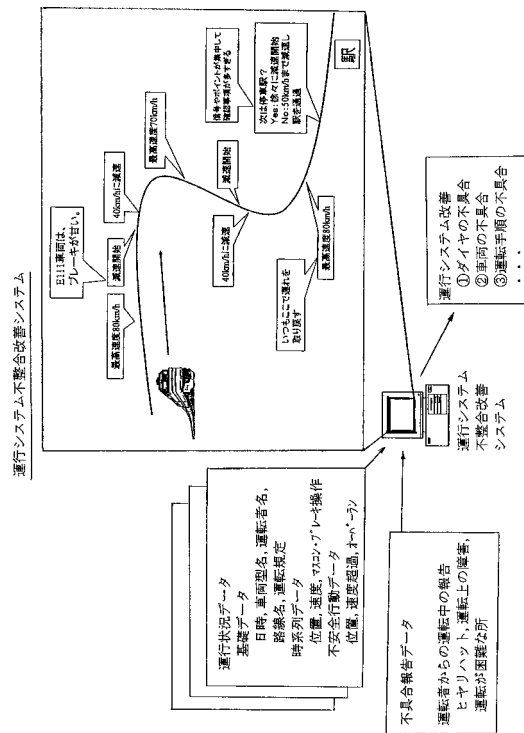 運行システム不整合改善システム
E111車両は、
ブレーキが甘い。
最高速度80km/h
減速開始
40km/hに減速
最高速度70km/h
減速開始
40km/hに減速
いつもここで遅れを
取り戻す
最高速度80km/h
信号やポイントが集中して
確認事項が多すぎる
次は停車駅？
Yes:徐々に減速開始
No:50km/hまで減速し
駅を通過
駅
運行状況データ
基礎データ
日時,車両型名,運転者名,
路線名,運転規定
時系列データ
位置,速度,マスコン・ブレーキ操作
不安全行動データ
位置,速度超過,オーバーラン
不具合報告データ
運転者からの運転中の報告
ヒヤリハット,運転上の障害,
運転が困難な所
運行システム
不整合改善
システム
運行システム改善
①ダイヤの不具合
②車両の不具合
③運転手順の不具合
・・・